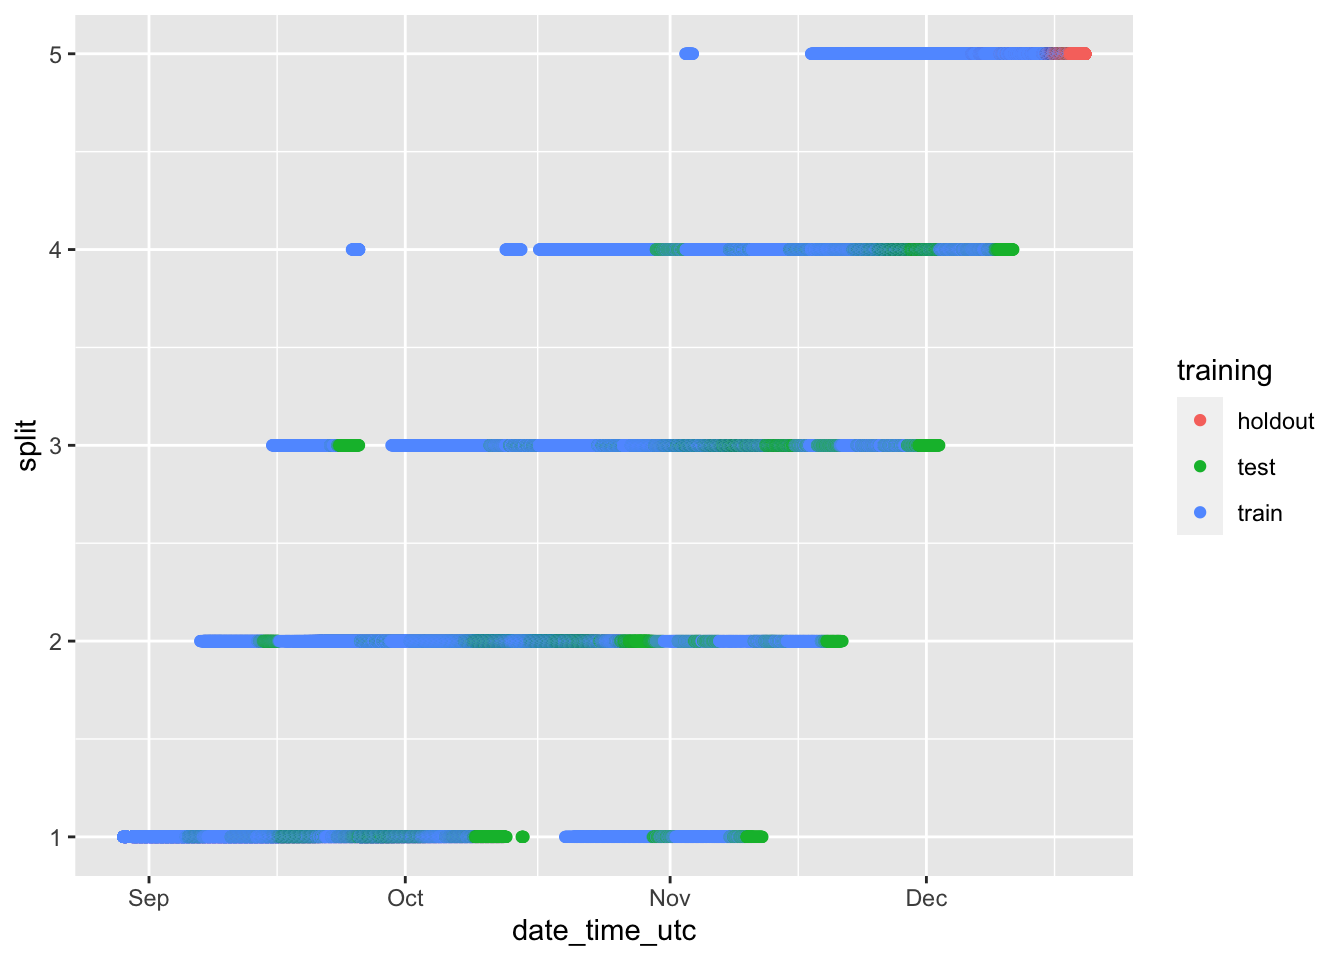 5
4
3
2
1
split
Sep Oct Nov Dec
date_time_utc
training
holdout
test
train